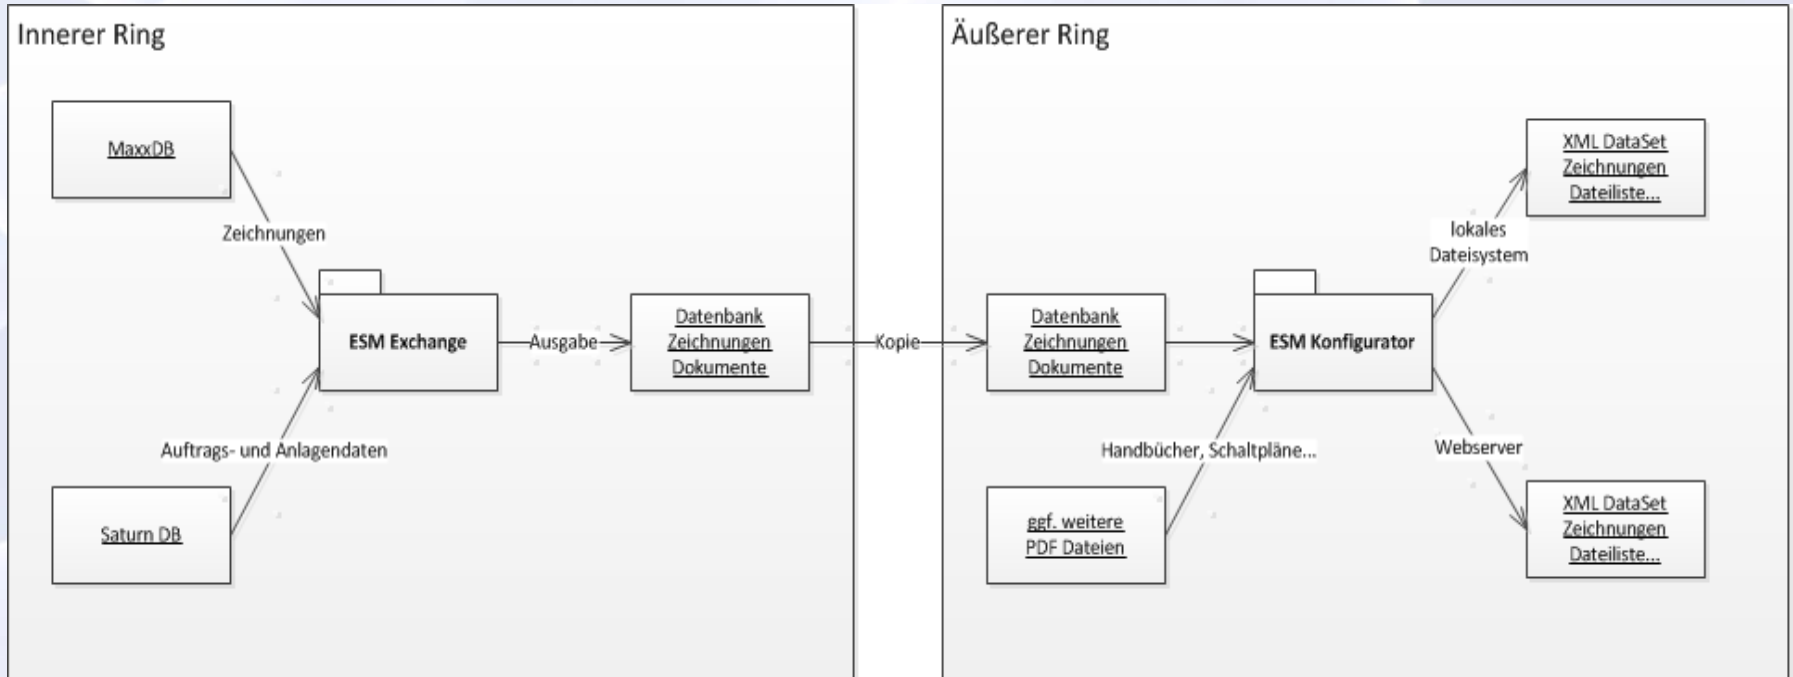 Innerer Ring
MaxxDB
Zeichnungen
ESM Exchange
Auftrags- und Anlagendaten
Saturn DB
Ausgabe
Datenbank
Zeichnungen
Dokumente
Kopie
Äußerer Ring
Datenbank
Zeichnungen
Dokumente
ESM Konfigurator
Handbücher, Schaltpläne...
ggf. weitere
PDF Dateien
lokales
Dateisystem
XML DataSet
Zeichnungen
Dateiliste...
Webserver
XML DataSet
Zeichnungen
Dateiliste...